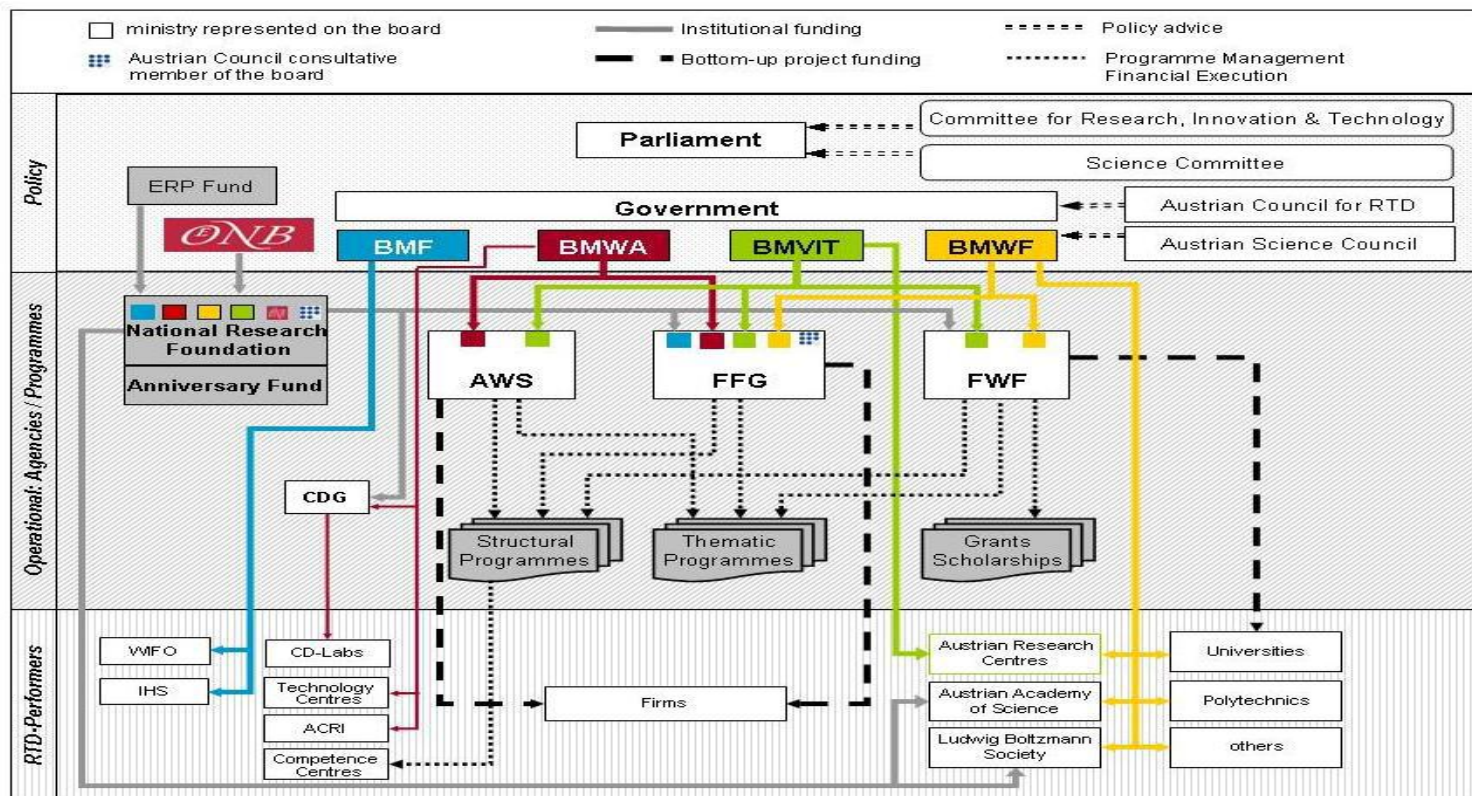 ministry represented on the board
Institutional funding
Policy advice
Austrian Council consultative
member of the board
Bottom-up project funding
Programme Management
Financial Execution
Policy
Parliament
Committee for Research, Innovation & Technology
Science Committee
ERP Fund
Government
Austrian Council for RTD
OENB
BMF
BMWA
BMVIT
BMWF
Austrian Science Council
Operational: Agencies / Programmes
National Research
Foundation
Anniversary Fund
AWS
FFG
FWF
CDG
Structural
Programmes
Thematic
Programmes
Grants
Scholarships
RTD-Performers
WIFO
IHS
CD-Labs
Technology
Centres
ACRI
Competence
Centres
Firms
Austrian Research
Centres
Austrian Academy
of Science
Ludwig Boltzmann
Society
Universities
Polytechnics
others